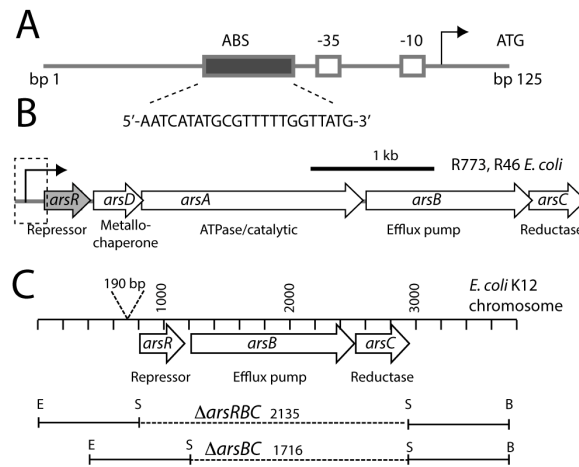 A
ABS
-35
-10
ATG
bp 1
bp 125
5′-AATCATATGCGTTTTTGGTTATG-3′
B
1 kb
R773, R46 E. coli
arsR
arsD
arsA
arsB
arsC
Repressor
Metallo-
chaperone
ATPase/catalytic
Efflux pump
Reductase
C
190 bp
1000
2000
3000
E. coli K12
chromosome
arsR
arsB
arsC
Repressor
Efflux pump
Reductase
E
S
ΔarsRBC 2135
S
B
E
S
ΔarsBC 1716
S
B